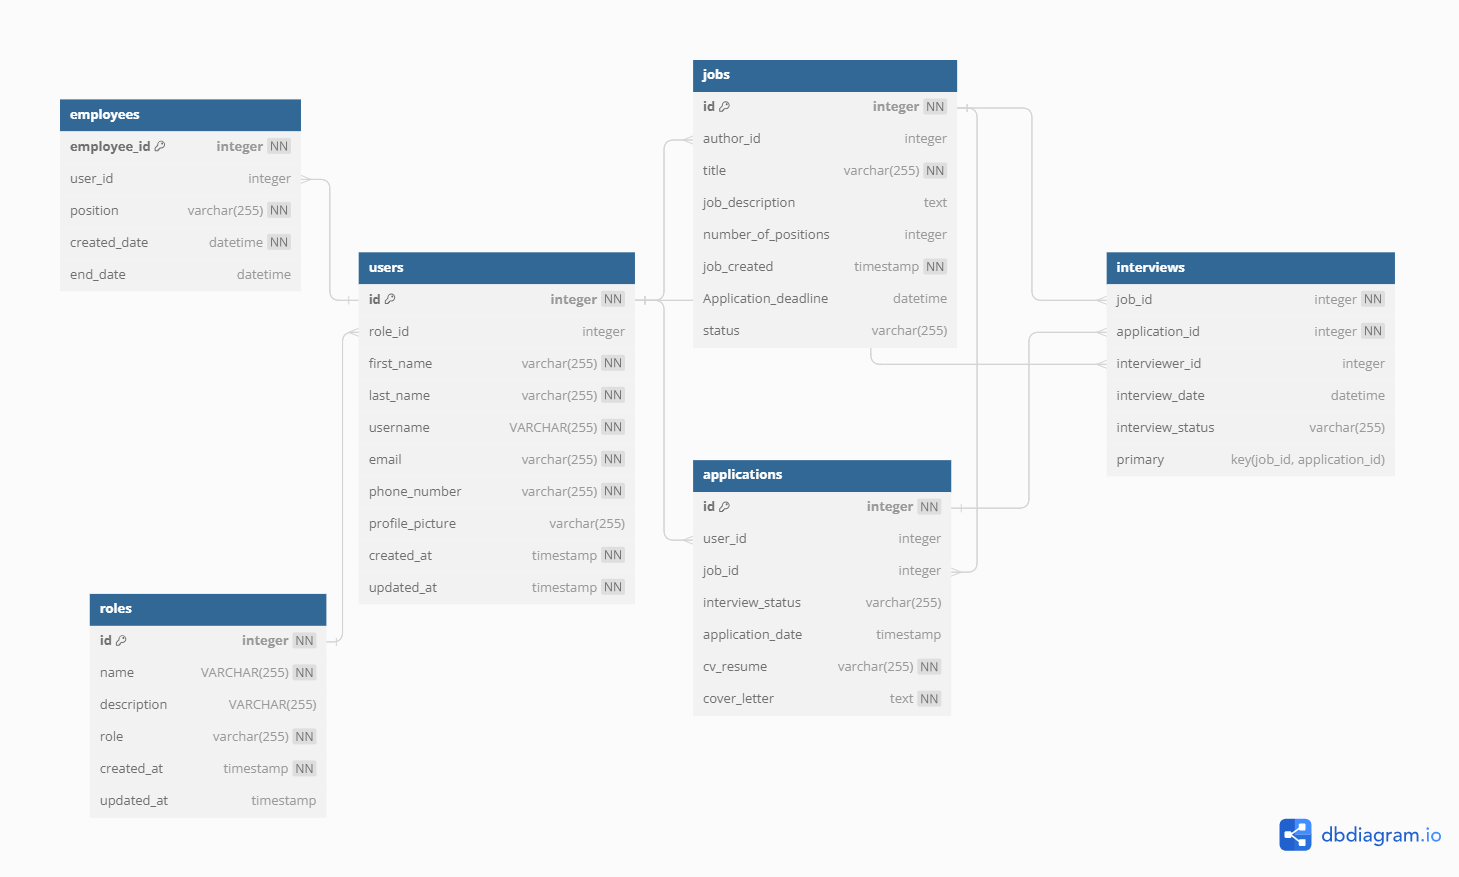 employees
employee_id integer NN
user_id integer
position varchar(255) NN
created_date datetime NN
end_date datetime
users
id integer NN
role_id integer
first_name varchar(255) NN
last_name varchar(255) NN
username VARCHAR(255) NN
email varchar(255) NN
phone_number varchar(255) NN
profile_picture varchar(255)
created_at timestamp NN
updated_at timestamp NN
roles
id integer NN
name VARCHAR(255) NN
description VARCHAR(255)
role varchar(255) NN
created_at timestamp NN
updated_at timestamp
jobs
id integer NN
author_id integer
title varchar(255) NN
job_description text
number_of_positions integer
job_created timestamp NN
Application_deadline datetime
status varchar(255)
applications
id integer NN
user_id integer
job_id integer
interview_status varchar(255)
application_date timestamp
cv_resume varchar(255) NN
cover_letter text NN
interviews
job_id integer NN
application_id integer NN
interviewer_id integer
interview_date datetime
interview_status varchar(255)
primary key(job_id, application_id)
dbdiagram.io